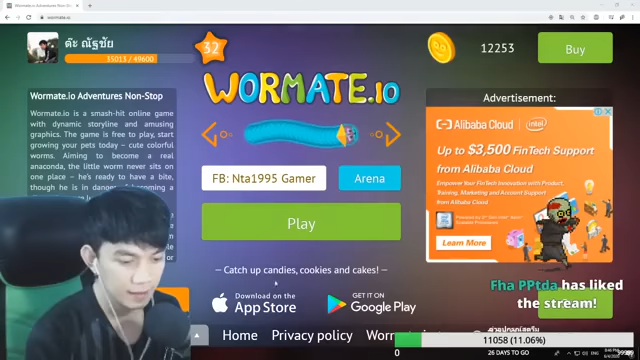 wormate.io
ต๊ะ ณัฐชัย
35013 / 49600
32
WORMATE.IO
12253
Buy
Wormate.io Adventures Non-Stop
Wormate.io is a smash-hit online game
with dynamic storyline and amusing
graphics. The game is free to play, start
growing your pets today – cute colorful
worms. Aiming to become a real
anaconda, the little worm never sits on
one place – he's ready to have a bite,
though he is in danger of becoming a
FB: Nta1995 Gamer
Arena
Play
— Catch up candies, cookies and cakes! —
Download on the
App Store
GET IT ON
Google Play
Advertisement:
Alibaba Cloud
intel
Up to $3,500 FinTech Support
from Alibaba Cloud
Empower Your FinTech Innovation with Product,
Training, Marketing and Account Support
from Alibaba Cloud
Learn More
Fha PPtda has liked
the stream!
Home
Privacy policy
11058 (11.06%)
0
26 DAYS TO GO